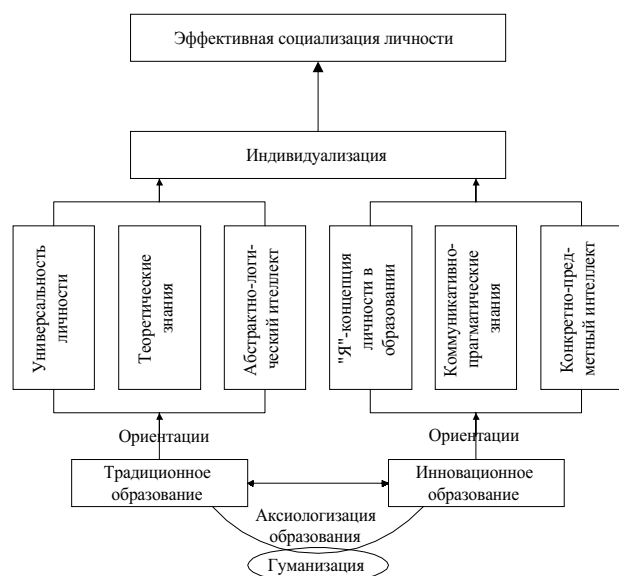 Эффективная социализация личности
Индивидуализация
Универсальность
личности
Теоретические
знания
Абстрактно-логи-
ческий ителлект
"Я"-концепция
личности в
образовании
Коммуникативно-
прагматические
знания
Конкретно-пред-
метный интеллект
Ориентации
Ориентации
Традиционное
образование
Инновационное
образование
Аксиологизация
образования
Гуманизация